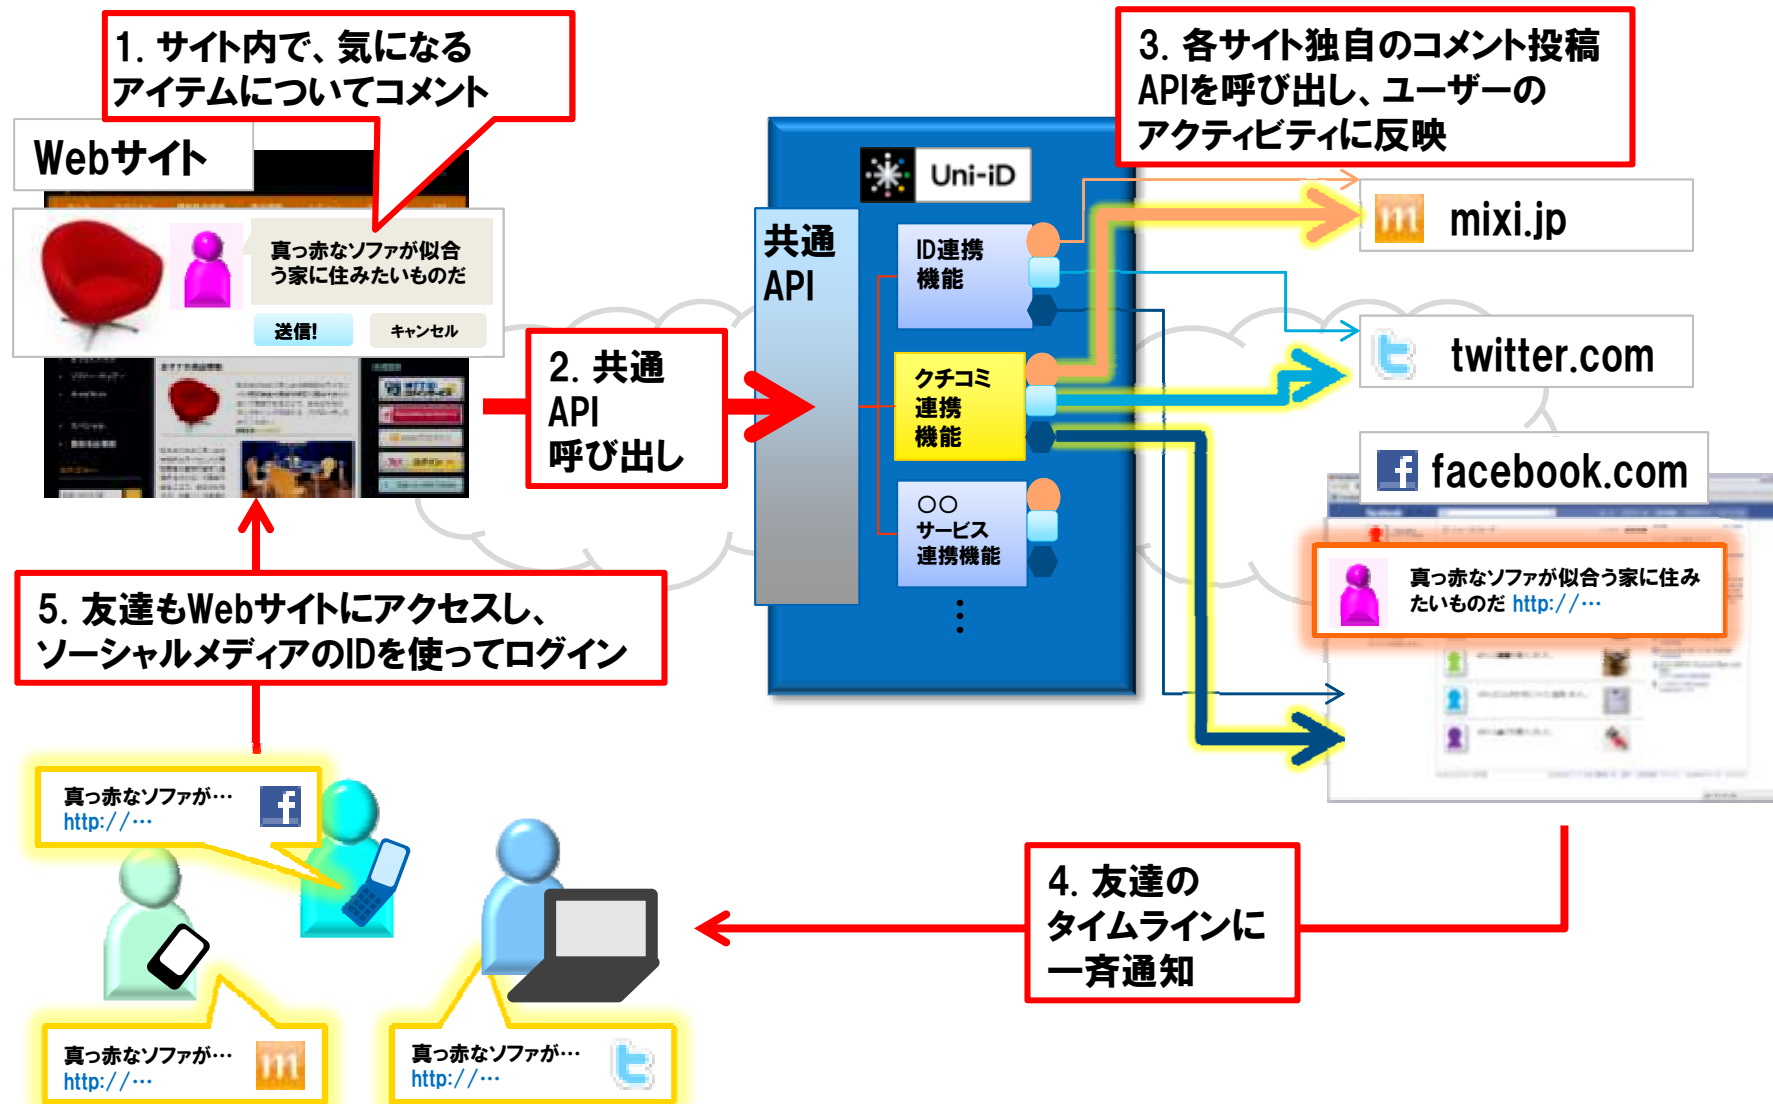 1. サイト内で、気になる
アイテムについてコメント
Webサイト
真っ赤なソファが似合
う家に住みたいものだ
送信!
キャンセル
2. 共通
API
呼び出し
共通
API
Uni-iD
ID連携
機能
クチコミ
連携
機能
○○
サービス
連携機能
⋮
3. 各サイト独自のコメント投稿
APIを呼び出し、ユーザーの
アクティビティに反映
mixi.jp
twitter.com
facebook.com
真っ赤なソファが似合う家に住み
たいものだ http://…
4. 友達の
タイムラインに
一斉通知
5. 友達もWebサイトにアクセスし、
ソーシャルメディアのIDを使ってログイン
真っ赤なソファが…
http://…
真っ赤なソファが…
http://…
真っ赤なソファが…
http://…